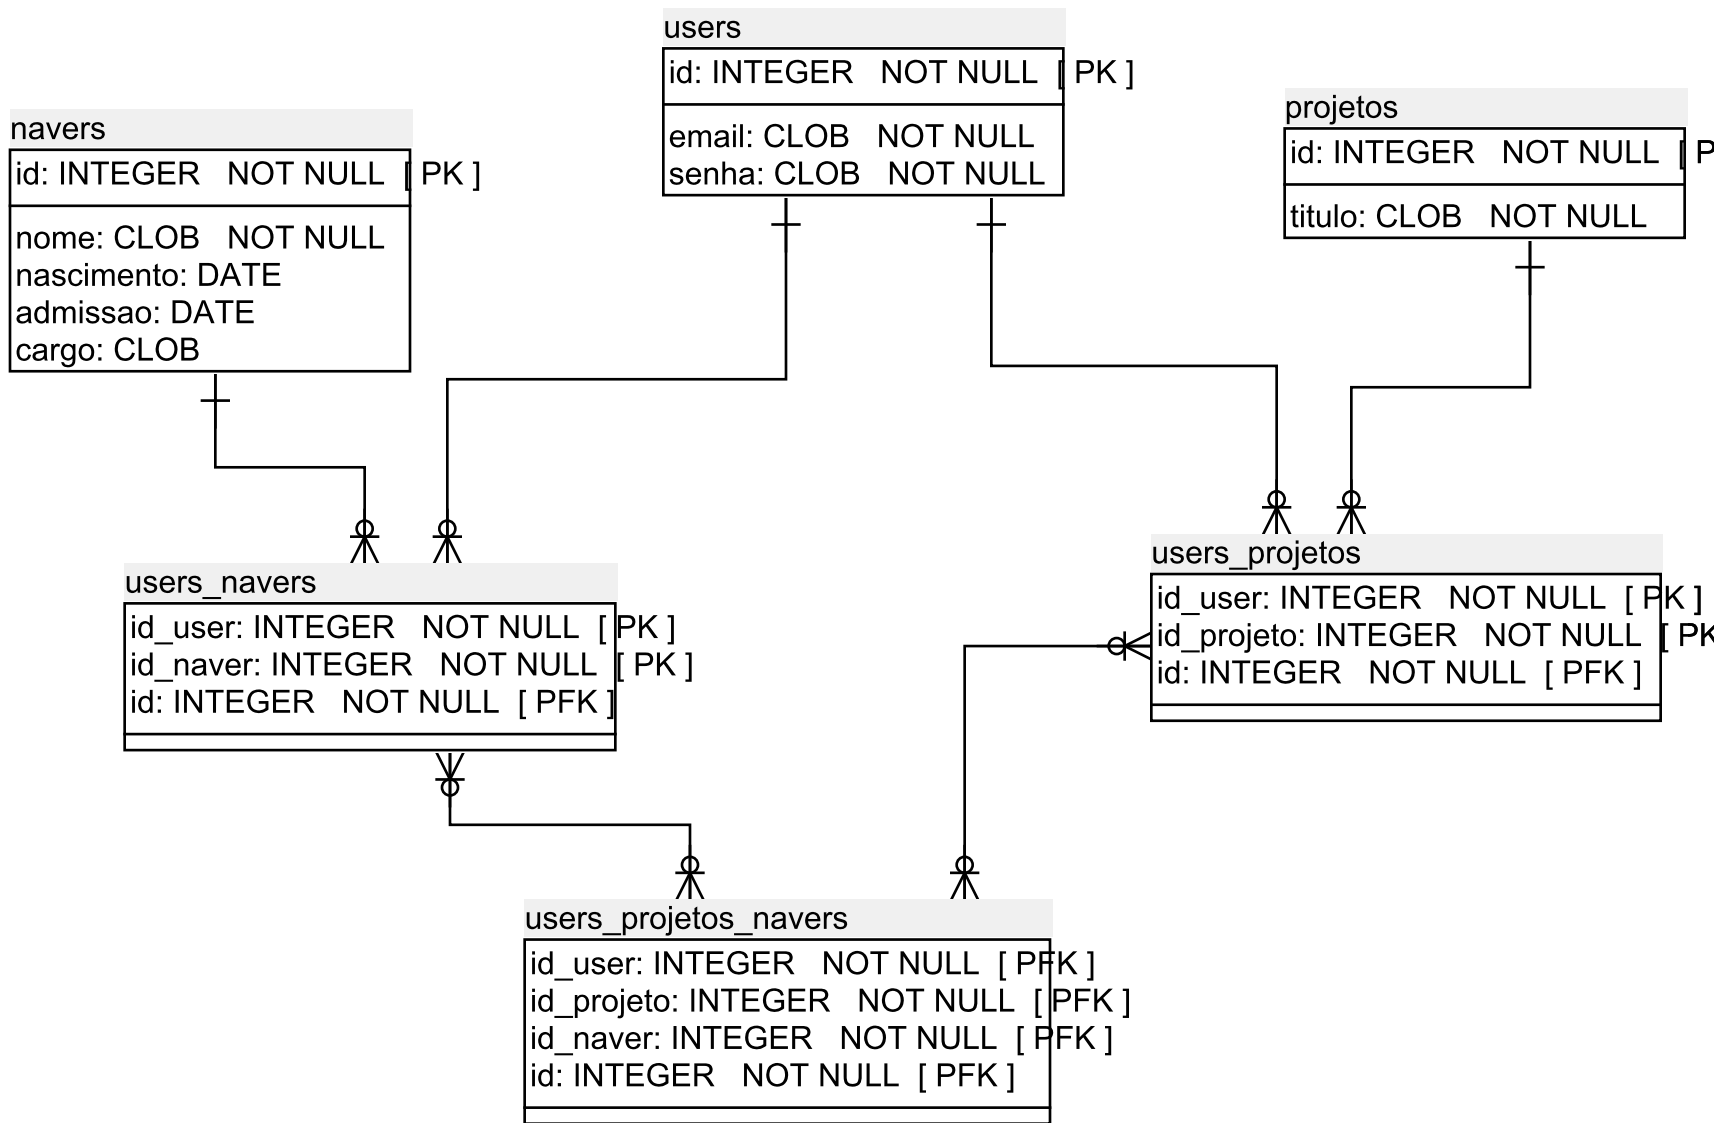 users
id: INTEGER   NOT NULL  [ PK ]
email: CLOB   NOT NULL
senha: CLOB   NOT NULL
projetos
id: INTEGER   NOT NULL  [ P
titulo: CLOB   NOT NULL
navers
id: INTEGER   NOT NULL  [ PK ]
nome: CLOB   NOT NULL
nascimento: DATE
admissao: DATE
cargo: CLOB
users_projetos
id_user: INTEGER   NOT NULL  [ PK ]
id_projeto: INTEGER   NOT NULL  [ PK
id: INTEGER   NOT NULL  [ PFK ]
users_navers
id_user: INTEGER   NOT NULL  [ PK ]
id_naver: INTEGER   NOT NULL  [ PK ]
id: INTEGER   NOT NULL  [ PFK ]
users_projetos_navers
id_user: INTEGER   NOT NULL  [ PFK ]
id_projeto: INTEGER   NOT NULL  [ PFK ]
id_naver: INTEGER   NOT NULL  [ PFK ]
id: INTEGER   NOT NULL  [ PFK ]